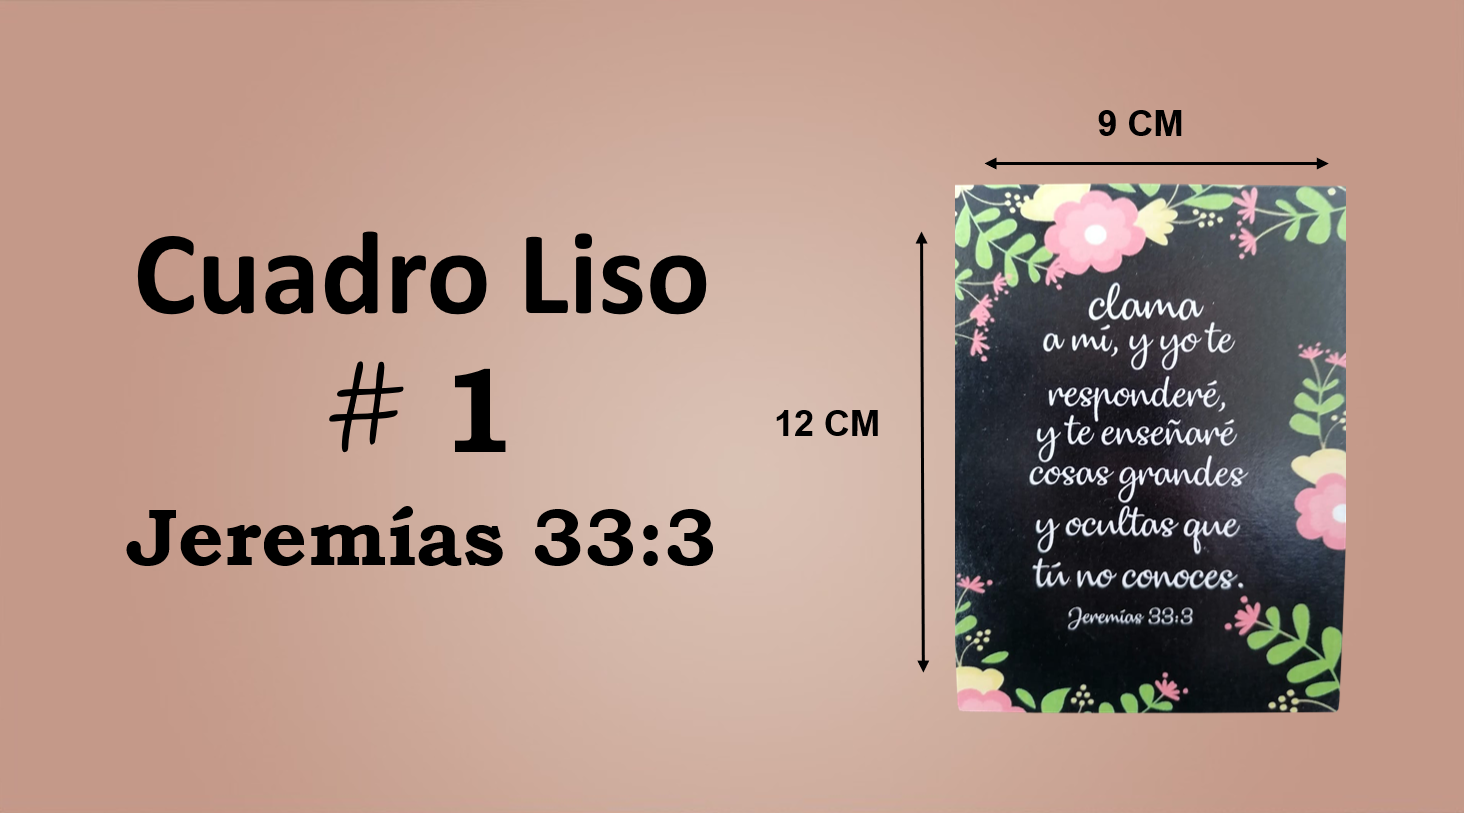 Cuadro Liso
# 1
Jeremías 33:3
9 CM
12 CM
clama
a mí, y yo te
responderé,
y te enseñaré
cosas grandes
y ocultas que
tú no conoces.
Jeremías 33:3